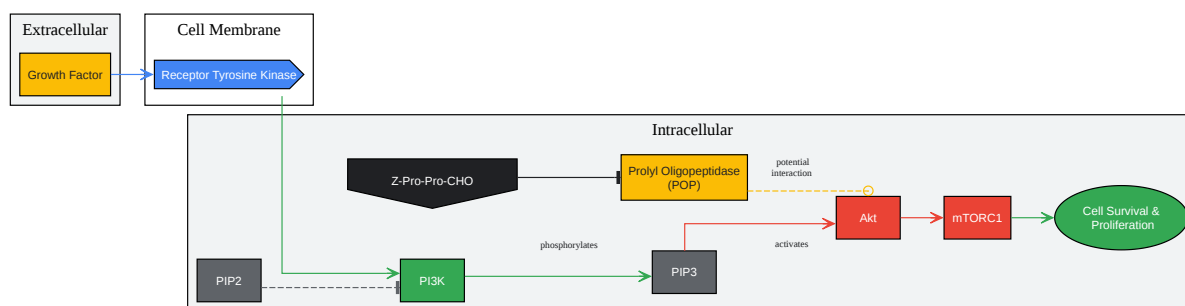 Extracellular
Cell Membrane
Growth Factor
Receptor Tyrosine Kinase
Intracellular
Z-Pro-Pro-CHO
Prolyl Oligopeptidase
(POP)
potential
interaction
Akt
mTORC1
Cell Survival &
Proliferation
phosphorylates
activates
PIP2
PI3K
PIP3